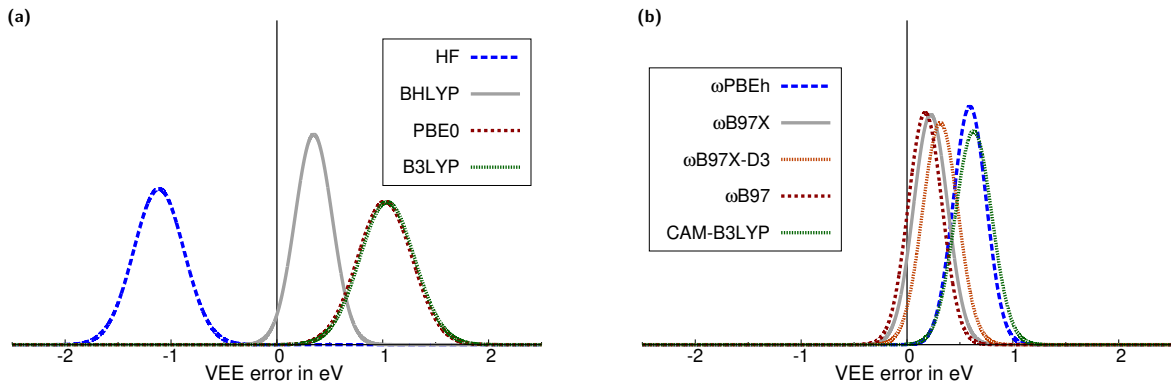 (a)
HF
BHLYP
PBE0
B3LYP
-2
-1
0
1
2
VEE error in eV
(b)
ωPBEh
ωB97X
ωB97X-D3
ωB97
CAM-B3LYP
-2
-1
0
1
2
VEE error in eV